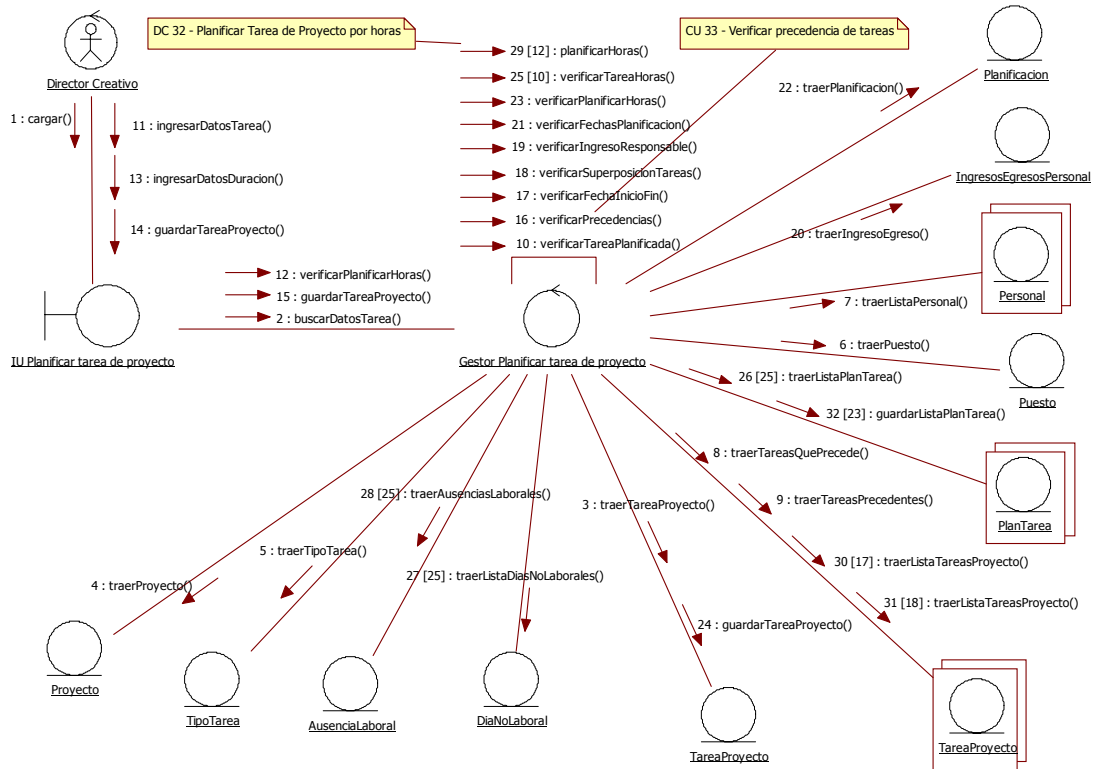 DC 32 - Planificar Tarea de Proyecto por horas
CU 33 - Verificar precedencia de tareas
Director Creativo
1 : cargar()
11 : ingresarDatosTarea()
13 : ingresarDatosDuracion()
14 : guardarTareaProyecto()
29 [12] : planificarHoras()
25 [10] : verificarTareaHoras()
23 : verificarPlanificarHoras()
21 : verificarFechasPlanificacion()
19 : verificarIngresoResponsable()
18 : verificarSuperposicionTareas()
17 : verificarFechaInicioFin()
16 : verificarPrecedencias()
10 : verificarTareaPlanificada()
22 : traerPlanificacion()
Planificacion
IngresosEgresosPersonal
20 : traerIngresoEgreso()
Personal
7 : traerListaPersonal()
12 : verificarPlanificarHoras()
15 : guardarTareaProyecto()
2 : buscarDatosTarea()
IU Planificar tarea de proyecto
Gestor Planificar tarea de proyecto
6 : traerPuesto()
Puesto
26 [25] : traerListaPlanTarea()
32 [23] : guardarListaPlanTarea()
8 : traerTareasQuePrecede()
9 : traerTareasPrecedentes()
PlanTarea
28 [25] : traerAusenciasLaborales()
3 : traerTareaProyecto()
5 : traerTipoTarea()
27 [25] : traerListaDiasNoLaborales()
4 : traerProyecto()
30 [17] : traerListaTareasProyecto()
31 [18] : traerListaTareasProyecto()
24 : guardarTareaProyecto()
Proyecto
TipoTarea
AusenciaLaboral
DiaNoLaboral
TareaProyecto
TareaProyecto